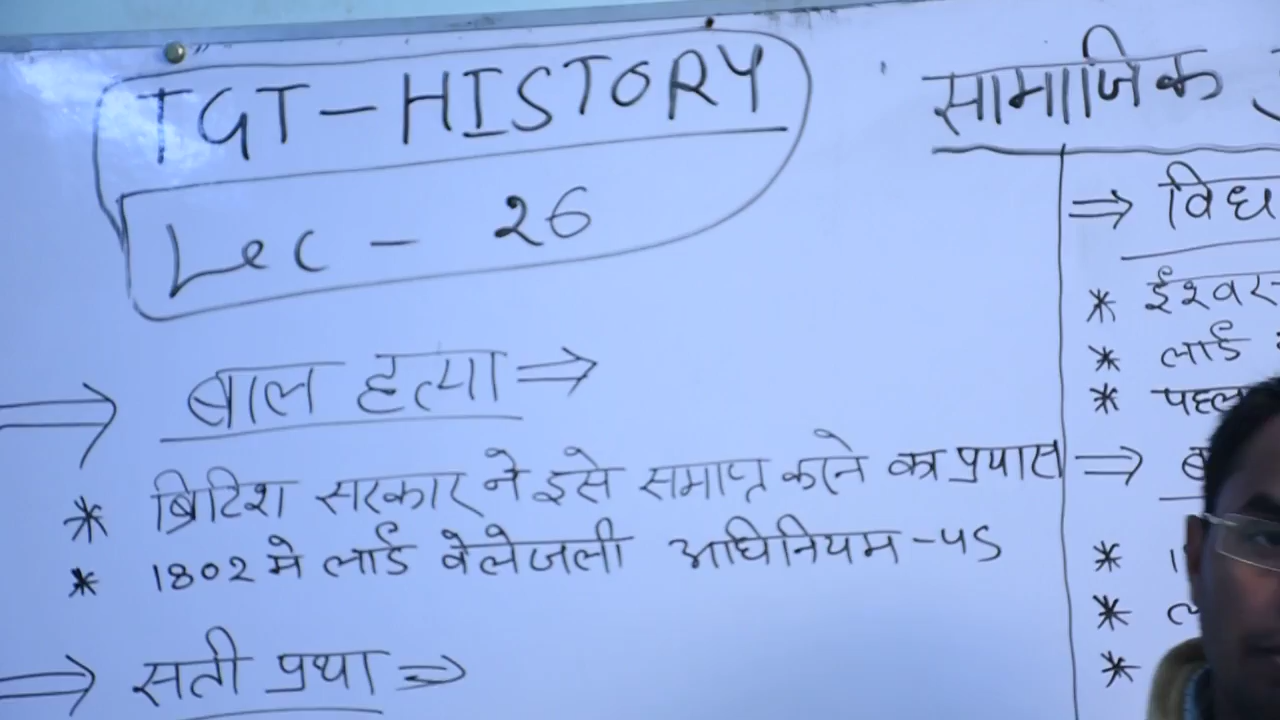 TGT - HISTORY
Lec - 26
⇒ बाल हत्या ⇒
* ब्रिटिश सरकार ने इसे समाप्त करने का प्रयास
* 1802 मे लार्ड वेलेजली अधिनियम - 5
⇒ सती प्रथा ⇒
सामाजिक
⇒ विध
* ईश्वर
* लार्ड
* पहल
⇒ ब
*
*
*